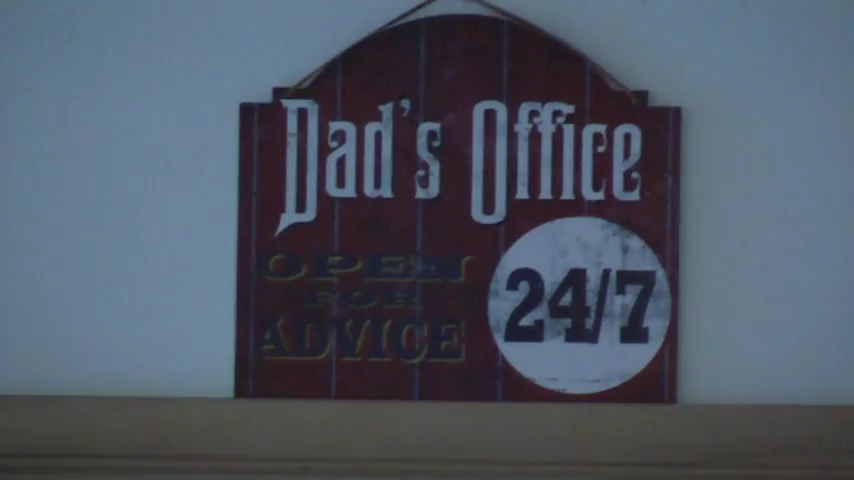 Dad's Office
OPEN
FOR
ADVICE
24/7